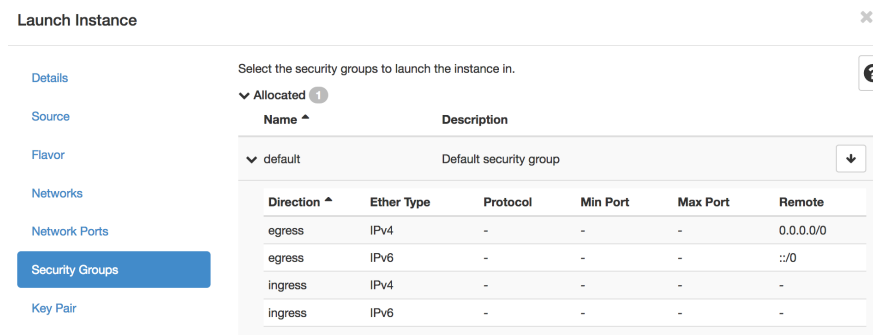 Launch Instance
Details
Source
Flavor
Networks
Network Ports
Security Groups
Key Pair
Select the security groups to launch the instance in.
Allocated 1
Name Description
default Default security group
Direction Ether Type Protocol Min Port Max Port Remote
egress IPv4 - - - 0.0.0.0/0
egress IPv6 - - - ::/0
ingress IPv4 - - - -
ingress IPv6 - - - -